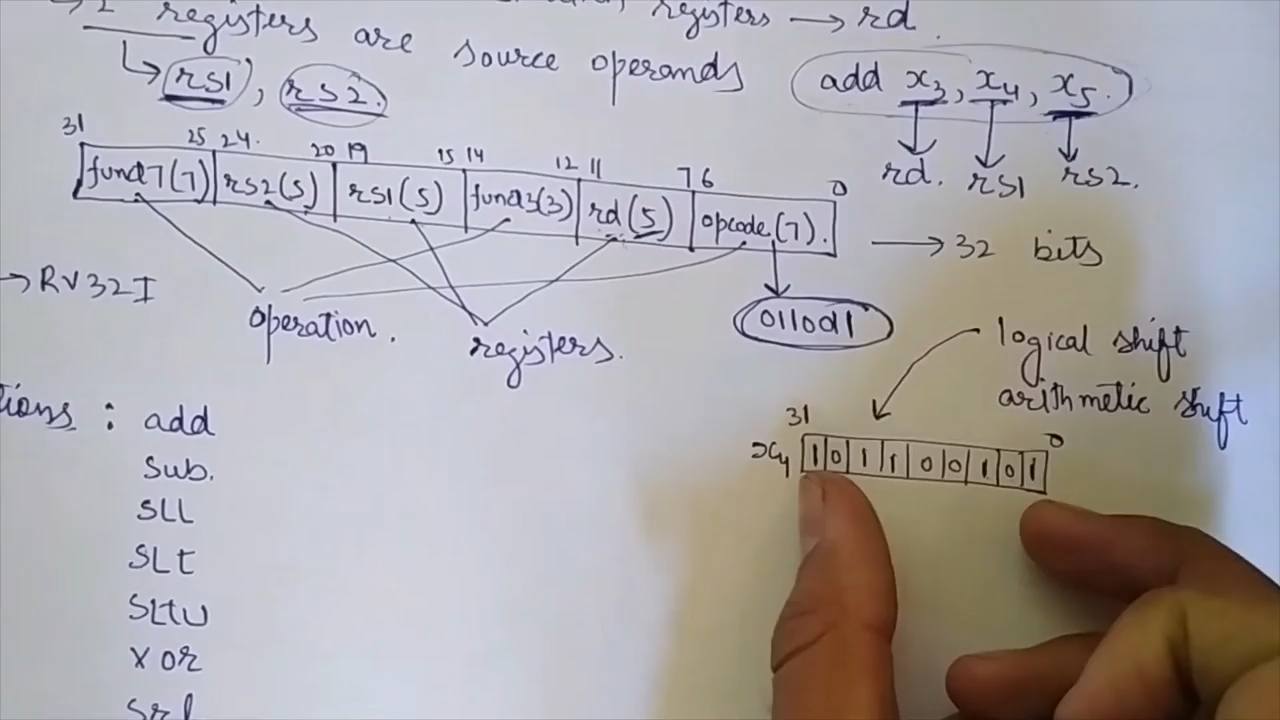 → 2 registers are source operands
registers → rd.
↳ rs1, rs2.
add x3, x4, x5.
rd. rs1 rs2.
31 25 24 20 19 15 14 12 11 7 6 0
funct7(7) rs2(5) rs1(5) funct3(3) rd(5) opcode(7).
→ 32 bits
→ RV32I
operation.
registers.
0110011
logical shift
arithmetic shift
31 0
x4 1 0 1 1 0 0 1 0 1
: add
sub.
SLL
SLt
SLtU
xor
srl